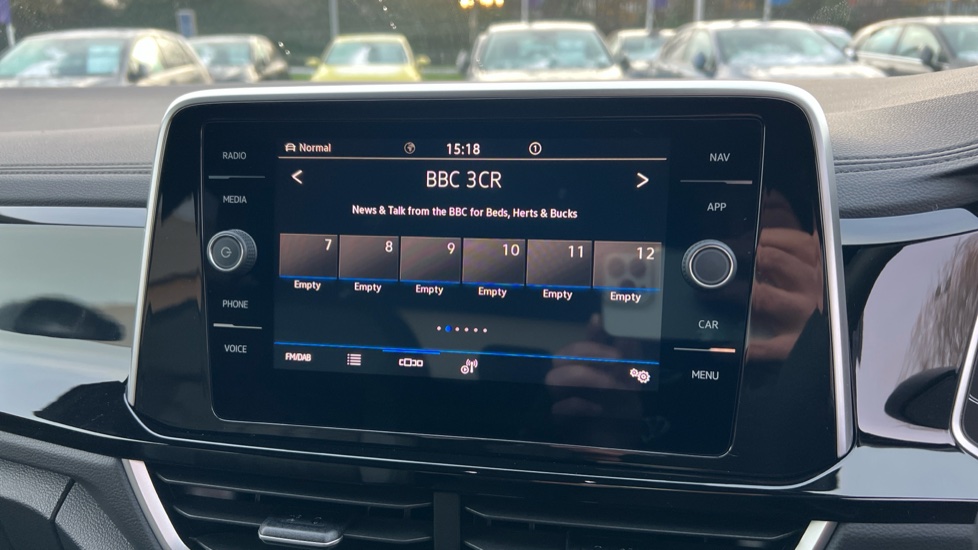 Normal 15:18 1
RADIO
NAV
BBC 3CR
MEDIA
APP
News & Talk from the BBC for Beds, Herts & Bucks
7 8 9 10 11 12
Empty Empty Empty Empty Empty Empty
PHONE
CAR
VOICE
FM/DAB
MENU